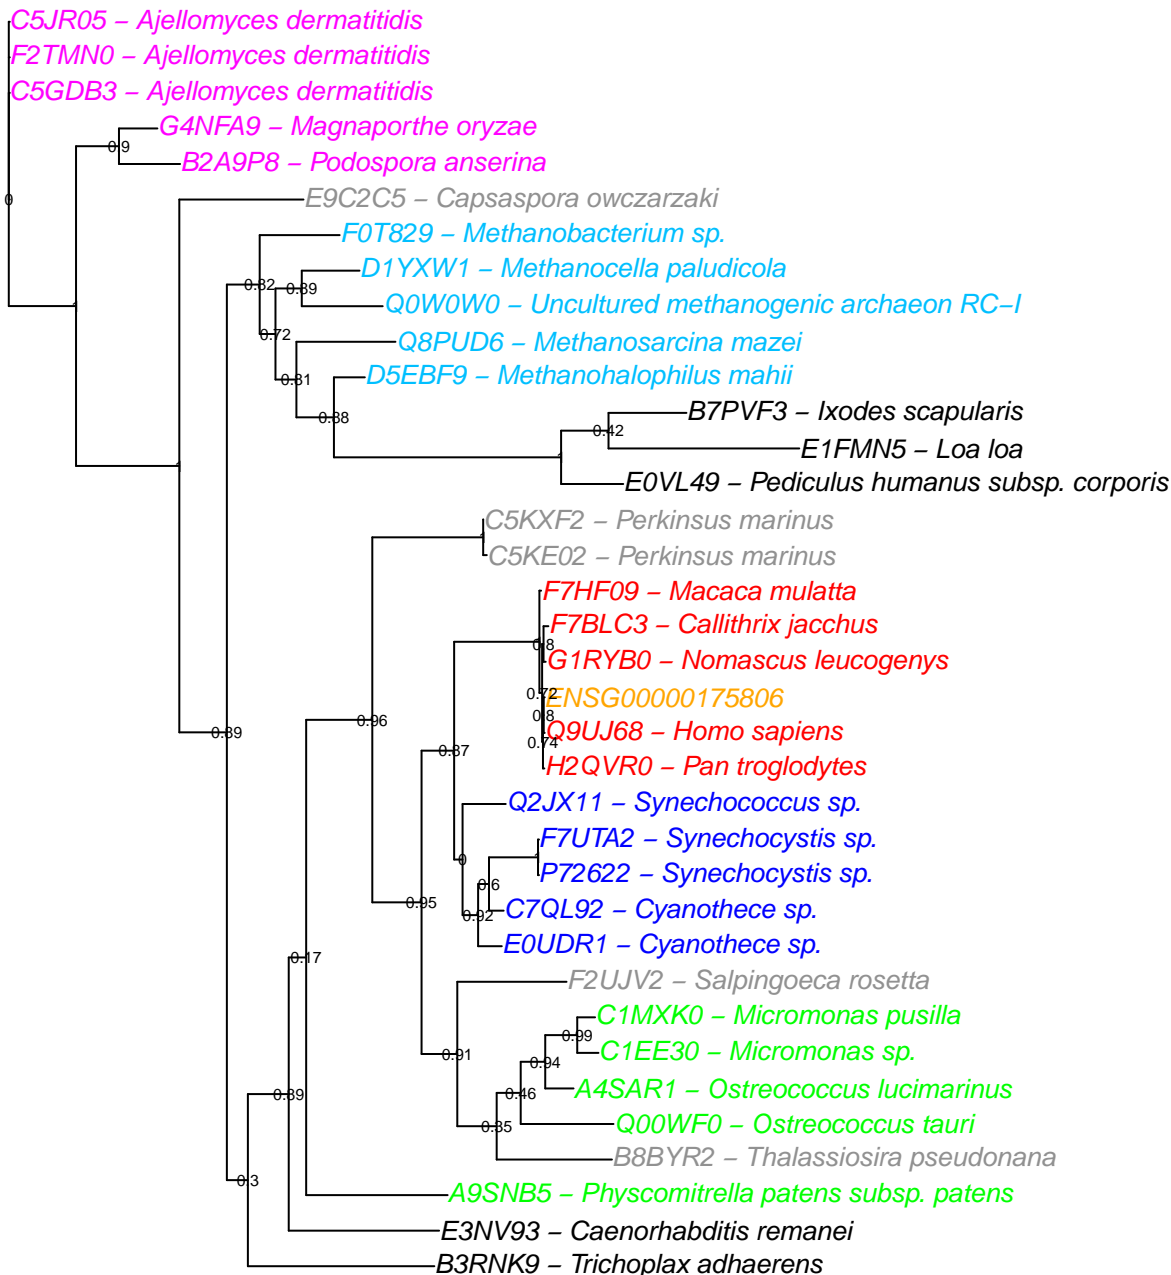 C5JR05 – Ajellomyces dermatitidis
F2TMN0 – Ajellomyces dermatitidis
C5GDB3 – Ajellomyces dermatitidis
G4NFA9 – Magnaporthe oryzae
0.9
B2A9P8 – Podospora anserina
0
E9C2C5 – Capsaspora owczarzaki
F0T829 – Methanobacterium sp.
D1YXW1 – Methanocella paludicola
0.82
0.89
Q0W0W0 – Uncultured methanogenic archaeon RC–I
1
0.72
Q8PUD6 – Methanosarcina mazei
0.81
D5EBF9 – Methanohalophilus mahii
B7PVF3 – Ixodes scapularis
0.88
0.42
E1FMN5 – Loa loa
1
1
E0VL49 – Pediculus humanus subsp. corporis
C5KXF2 – Perkinsus marinus
1
C5KE02 – Perkinsus marinus
F7HF09 – Macaca mulatta
F7BLC3 – Callithrix jacchus
0.8
G1RYB0 – Nomascus leucogenys
0.72
ENSG00000175806
0.8
0.96
0.89
Q9UJ68 – Homo sapiens
0.74
0.87
H2QVR0 – Pan troglodytes
Q2JX11 – Synechococcus sp.
F7UTA2 – Synechocystis sp.
0
1
P72622 – Synechocystis sp.
0.6
0.95
0.92
C7QL92 – Cyanothece sp.
E0UDR1 – Cyanothece sp.
0.17
F2UJV2 – Salpingoeca rosetta
C1MXK0 – Micromonas pusilla
0.99
C1EE30 – Micromonas sp.
0.91
0.94
A4SAR1 – Ostreococcus lucimarinus
0.89
0.46
Q00WF0 – Ostreococcus tauri
0.85
B8BYR2 – Thalassiosira pseudonana
0.3
A9SNB5 – Physcomitrella patens subsp. patens
E3NV93 – Caenorhabditis remanei
B3RNK9 – Trichoplax adhaerens